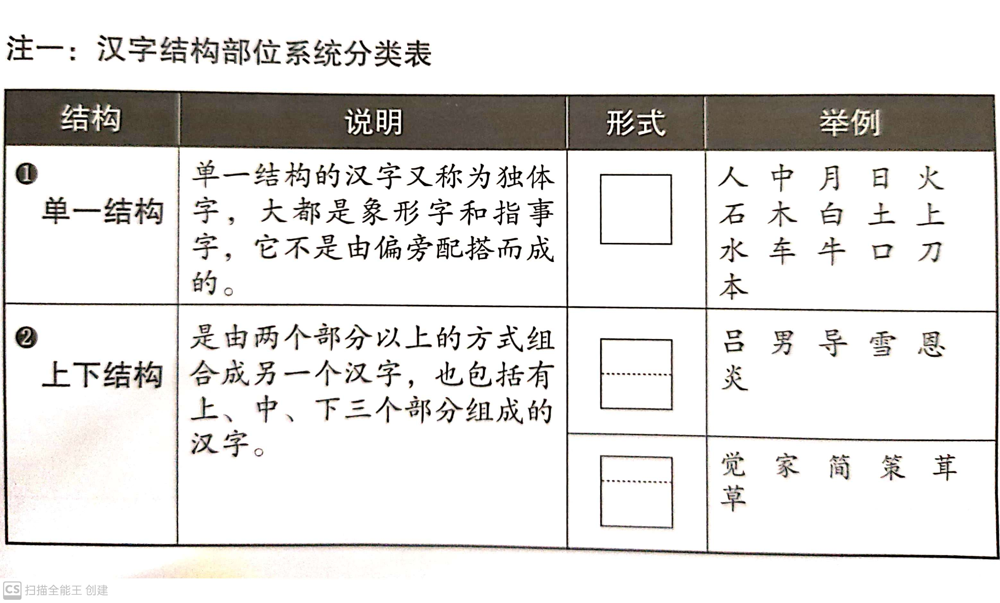 注一：汉字结构部位系统分类表
结构 说明 形式 举例
❶
单一结构
单一结构的汉字又称为独体
字，大都是象形字和指事
字，它不是由偏旁配搭而成
的。
人 中 月 日 火
石 木 白 土 上
水 车 牛 口 刀
本
❷
上下结构
是由两个部分以上的方式组
合成另一个汉字，也包括有
上、中、下三个部分组成的
汉字。
吕 男 导 雪 恩
炎
觉 家 简 策 茸
草
CS 扫描全能王 创建